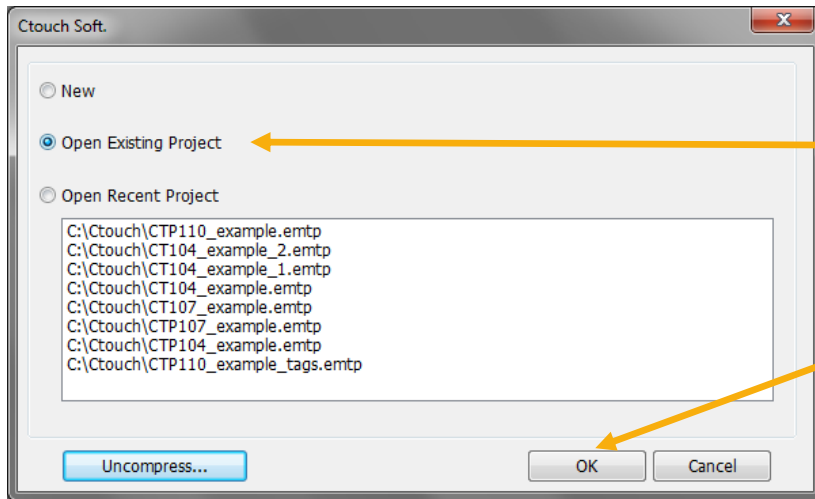 Ctouch Soft.
New
Open Existing Project
Open Recent Project
C:\Ctouch\CTP110_example.emtp
C:\Ctouch\CT104_example_2.emtp
C:\Ctouch\CT104_example_1.emtp
C:\Ctouch\CT104_example.emtp
C:\Ctouch\CT107_example.emtp
C:\Ctouch\CTP107_example.emtp
C:\Ctouch\CTP104_example.emtp
C:\Ctouch\CTP110_example_tags.emtp
Uncompress... OK Cancel